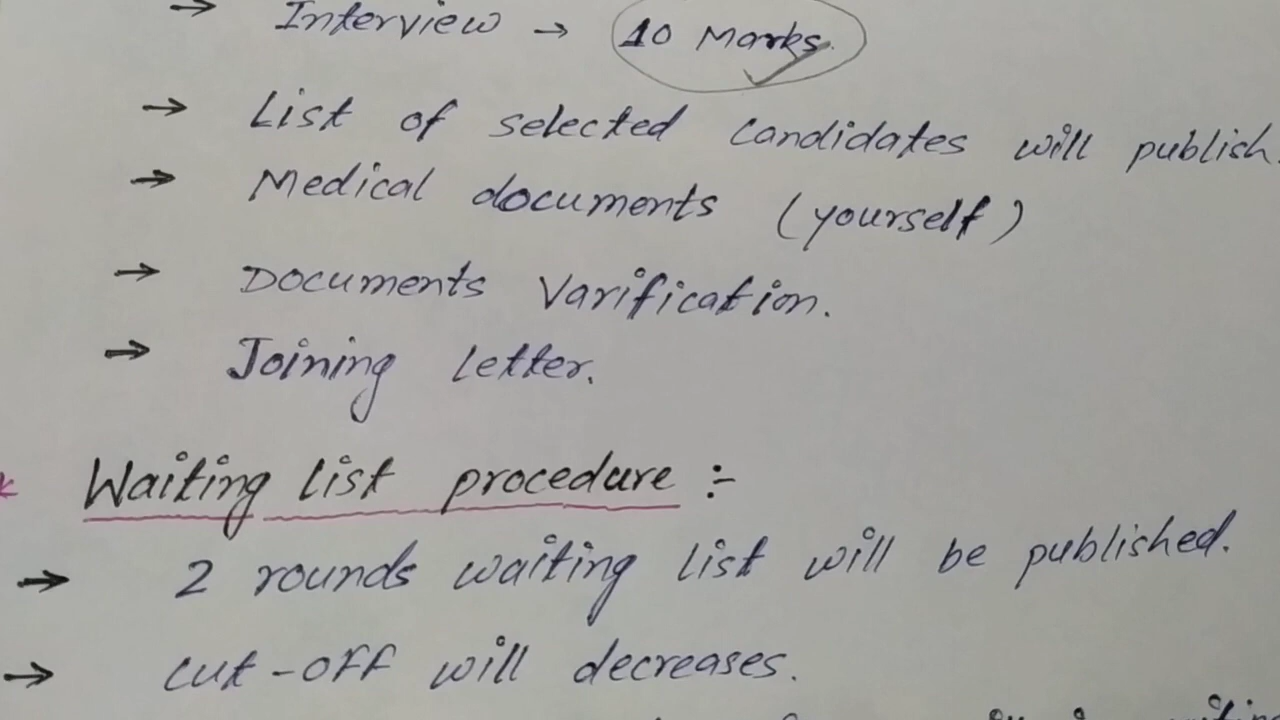 → Interview → 10 Marks.
→ List of selected candidates will publish.
→ Medical documents (yourself)
→ Documents Varification.
→ Joining letter.
Waiting list procedure :-
→ 2 rounds waiting list will be published.
→ cut-off will decreases.